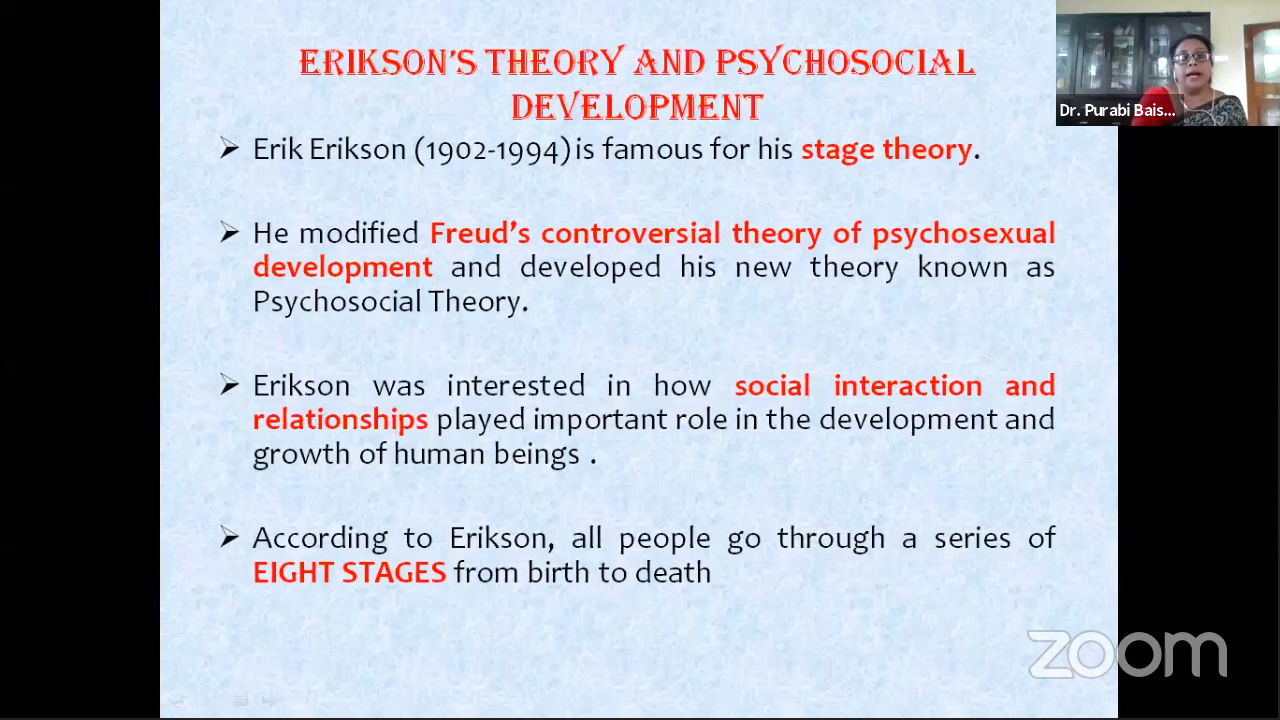 ERIKSON'S THEORY AND PSYCHOSOCIAL
DEVELOPMENT
➢ Erik Erikson (1902-1994) is famous for his stage theory.
➢ He modified Freud's controversial theory of psychosexual
development and developed his new theory known as
Psychosocial Theory.
➢ Erikson was interested in how social interaction and
relationships played important role in the development and
growth of human beings .
➢ According to Erikson, all people go through a series of
EIGHT STAGES from birth to death
Dr. Purabi Bais...
zoom